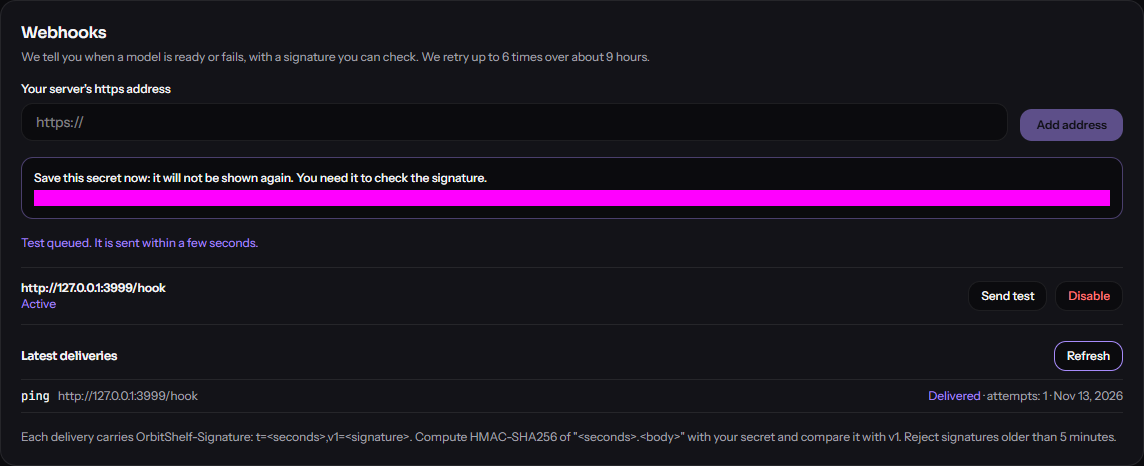 Webhooks
We tell you when a model is ready or fails, with a signature you can check. We retry up to 6 times over about 9 hours.
Your server's https address
https://
Add address
Save this secret now: it will not be shown again. You need it to check the signature.
Test queued. It is sent within a few seconds.
http://127.0.0.1:3999/hook
Active
Send test
Disable
Latest deliveries
Refresh
ping http://127.0.0.1:3999/hook
Delivered · attempts: 1 · Nov 13, 2026
Each delivery carries OrbitShelf-Signature: t=<seconds>,v1=<signature>. Compute HMAC-SHA256 of "<seconds>.<body>" with your secret and compare it with v1. Reject signatures older than 5 minutes.